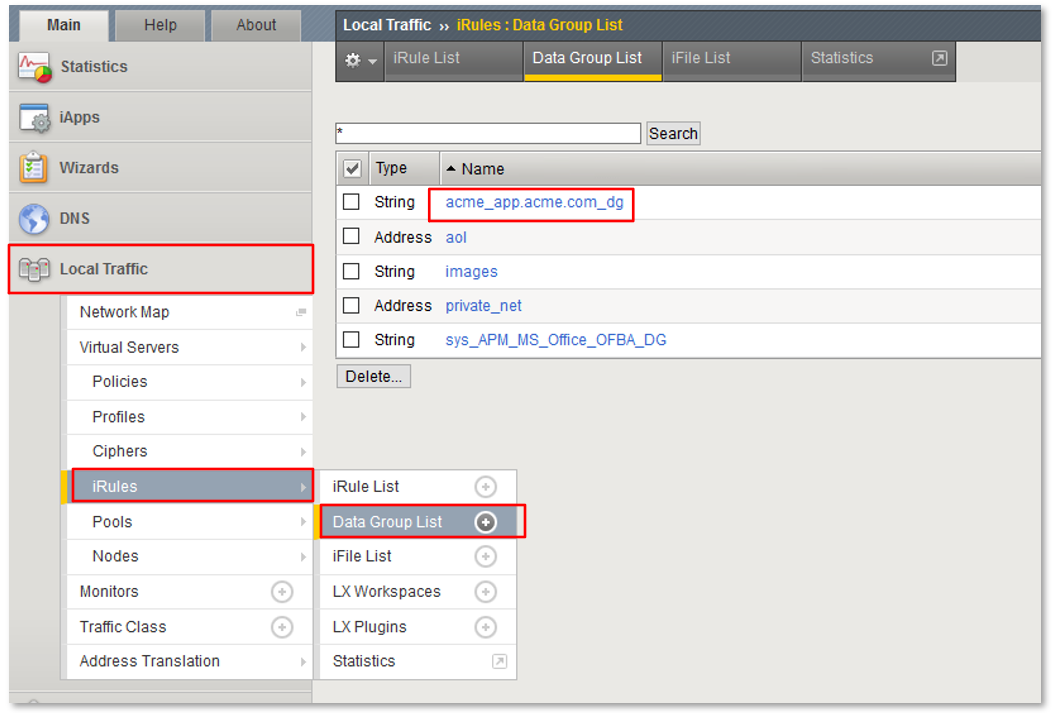 Main Help About
Local Traffic ›› iRules : Data Group List
iRule List Data Group List iFile List Statistics
Statistics
iApps
Wizards
DNS
Local Traffic
Network Map
Virtual Servers
Policies
Profiles
Ciphers
iRules
Pools
Nodes
Monitors
Traffic Class
Address Translation
iRule List
Data Group List
iFile List
LX Workspaces
LX Plugins
Statistics
* Search
Type Name
String acme_app.acme.com_dg
Address aol
String images
Address private_net
String sys_APM_MS_Office_OFBA_DG
Delete...